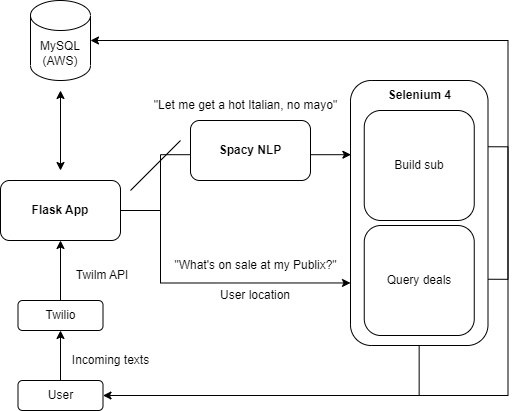 MySQL
(AWS)
"Let me get a hot Italian, no mayo"
Selenium 4
Spacy NLP
Build sub
Flask App
"What's on sale at my Publix?"
User location
Query deals
Twilm API
Twilio
Incoming texts
User